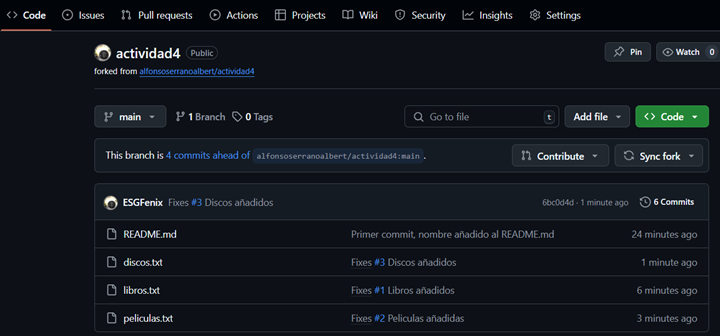 Code Issues Pull requests Actions Projects Wiki Security Insights Settings
actividad4 Public Pin Watch 0
forked from alfonsoserranoalbert/actividad4
main 1 Branch 0 Tags Go to file t Add file Code
This branch is 4 commits ahead of alfonsoserranoalbert/actividad4:main . Contribute Sync fork
ESGFenix Fixes #3 Discos añadidos 6bc0d4d · 1 minute ago 6 Commits
README.md Primer commit, nombre añadido al README.md 24 minutes ago
discos.txt Fixes #3 Discos añadidos 1 minute ago
libros.txt Fixes #1 Libros añadidos 6 minutes ago
peliculas.txt Fixes #2 Peliculas añadidas 3 minutes ago